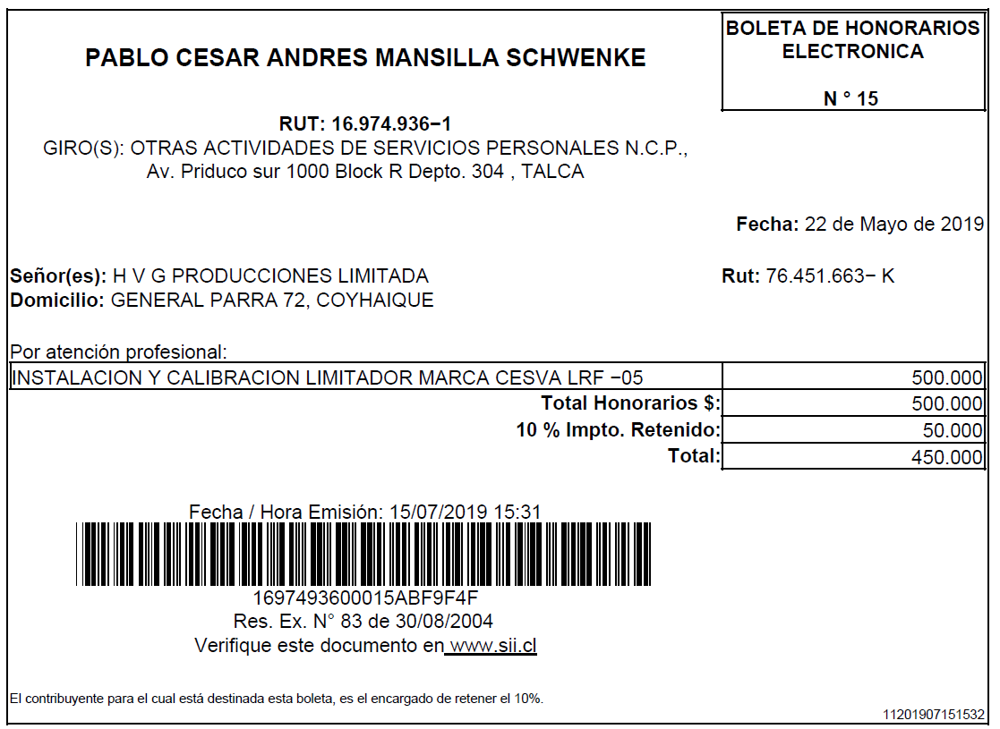 BOLETA DE HONORARIOS
ELECTRONICA
N ° 15
PABLO CESAR ANDRES MANSILLA SCHWENKE
RUT: 16.974.936−1
GIRO(S): OTRAS ACTIVIDADES DE SERVICIOS PERSONALES N.C.P.,
Av. Priduco sur 1000 Block R Depto. 304 , TALCA
Fecha: 22 de Mayo de 2019
Señor(es): H V G PRODUCCIONES LIMITADA Rut: 76.451.663− K
Domicilio: GENERAL PARRA 72, COYHAIQUE
Por atención profesional:
INSTALACION Y CALIBRACION LIMITADOR MARCA CESVA LRF −05 500.000
Total Honorarios $: 500.000
10 % Impto. Retenido: 50.000
Total: 450.000
Fecha / Hora Emisión: 15/07/2019 15:31
1697493600015ABF9F4F
Res. Ex. N° 83 de 30/08/2004
Verifique este documento en www.sii.cl
El contribuyente para el cual está destinada esta boleta, es el encargado de retener el 10%.
11201907151532